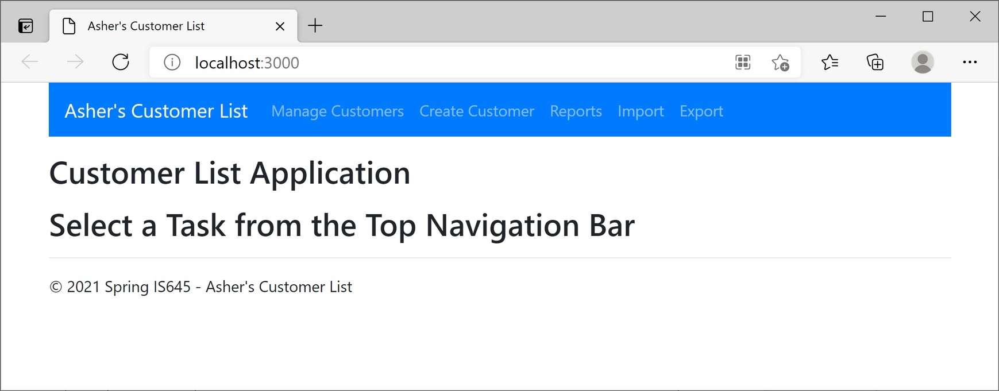 Asher's Customer List
localhost:3000
Asher's Customer List Manage Customers Create Customer Reports Import Export
Customer List Application
Select a Task from the Top Navigation Bar
© 2021 Spring IS645 - Asher's Customer List